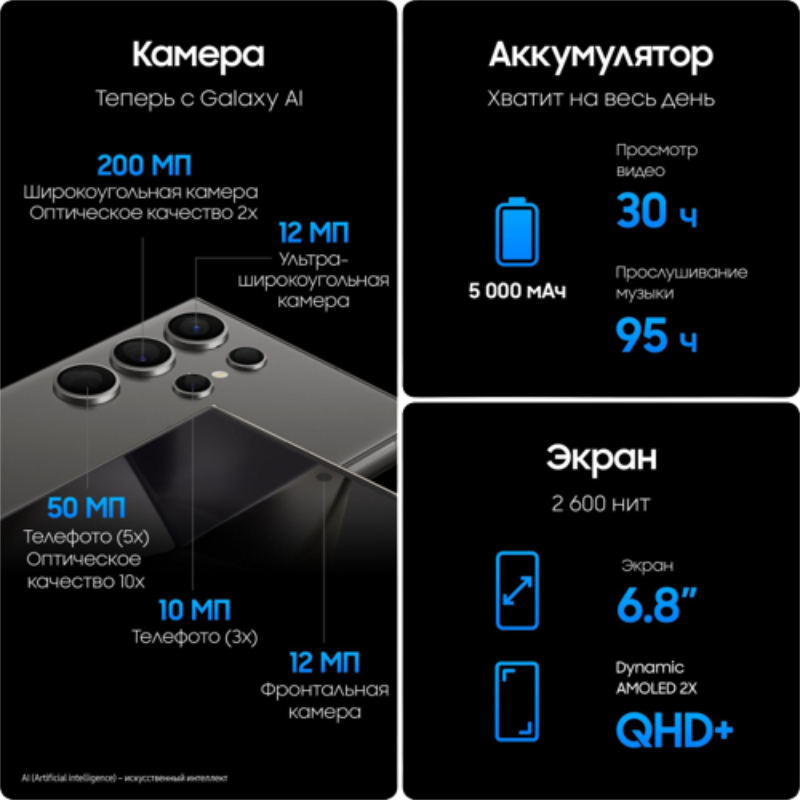 Камера
Теперь с Galaxy AI
200 МП
Широкоугольная камера
Оптическое качество 2x
12 МП
Ультра-
широкоугольная
камера
50 МП
Телефото (5x)
Оптическое
качество 10x
10 МП
Телефото (3x)
12 МП
Фронтальная
камера
AI (Artificial intelligence) – искусственный интеллект
Аккумулятор
Хватит на весь день
5 000 мАч
Просмотр
видео
30 ч
Прослушивание
музыки
95 ч
Экран
2 600 нит
Экран
6.8”
Dynamic
AMOLED 2X
QHD+